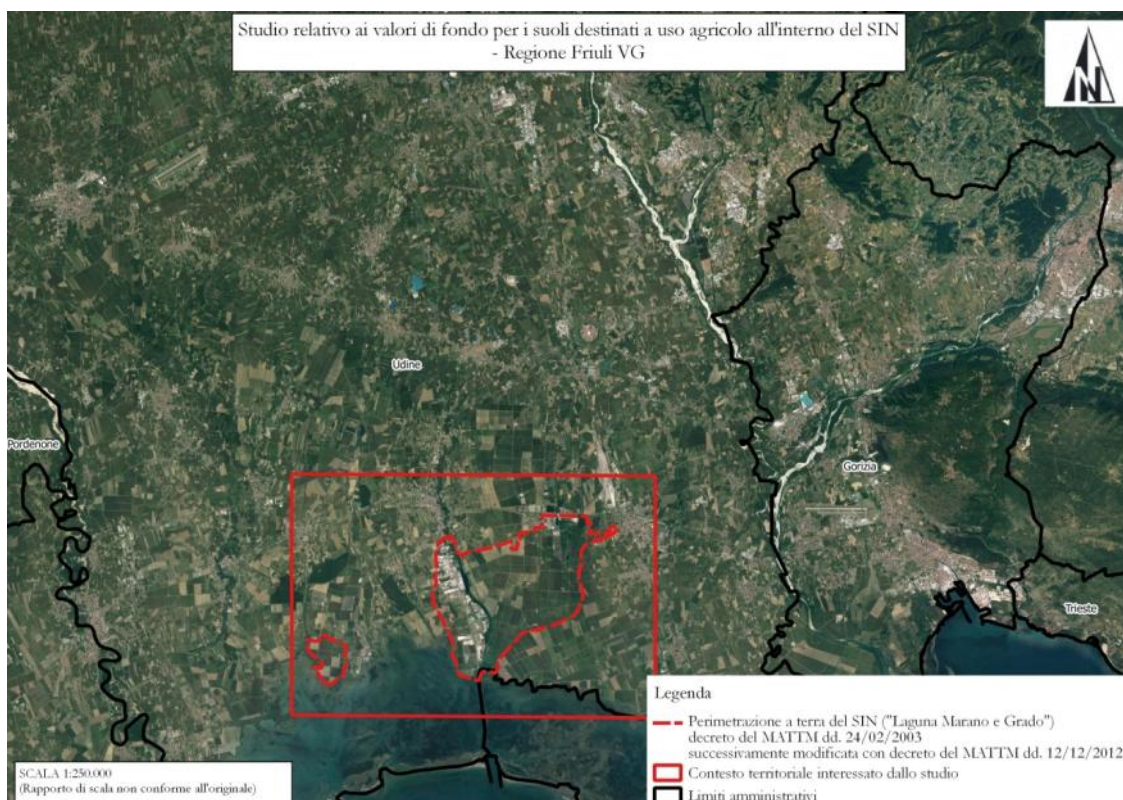 Studio relativo ai valori di fondo per i suoli destinati a uso agricolo all'interno del SIN
- Regione Friuli VG
N
Udine
Pordenone
Gorizia
Trieste
Legenda
Perimetrazione a terra del SIN ("Laguna Marano e Grado")
decreto del MATTM dd. 24/02/2003
successivamente modificata con decreto del MATTM dd. 12/12/2012
Contesto territoriale interessato dallo studio
Limiti amministrativi
SCALA 1:250.000
(Rapporto di scala non conforme all'originale)